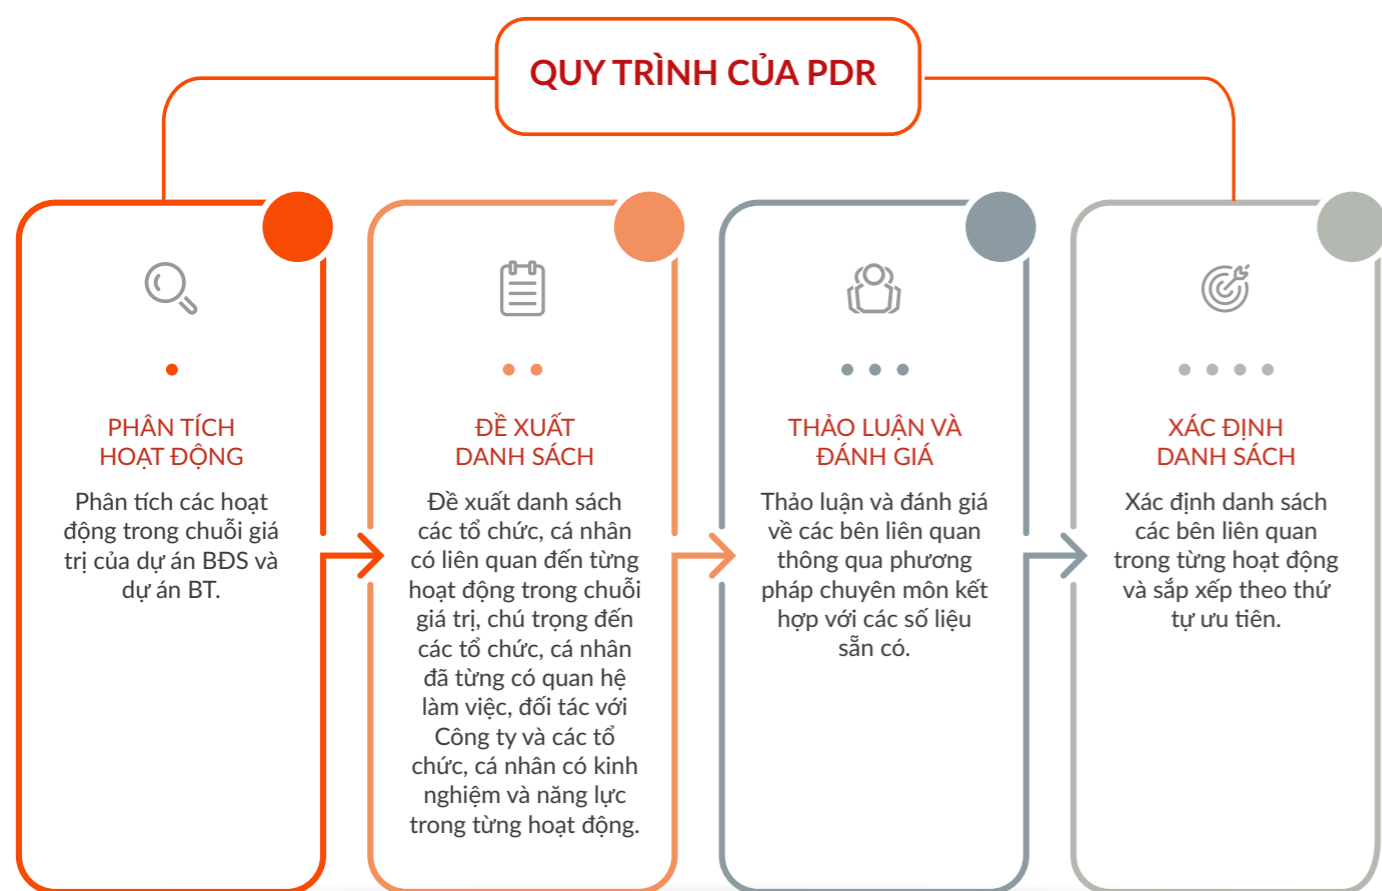 QUY TRÌNH CỦA PDR
PHÂN TÍCH
HOẠT ĐỘNG
Phân tích các hoạt
động trong chuỗi giá
trị của dự án BĐS và
dự án BT.
ĐỀ XUẤT
DANH SÁCH
Đề xuất danh sách
các tổ chức, cá nhân
có liên quan đến từng
hoạt động trong chuỗi
giá trị, chú trọng đến
các tổ chức, cá nhân
đã từng có quan hệ
làm việc, đối tác với
Công ty và các tổ
chức, cá nhân có kinh
nghiệm và năng lực
trong từng hoạt động.
THẢO LUẬN VÀ
ĐÁNH GIÁ
Thảo luận và đánh giá
về các bên liên quan
thông qua phương
pháp chuyên môn kết
hợp với các số liệu
sẵn có.
XÁC ĐỊNH
DANH SÁCH
Xác định danh sách
các bên liên quan
trong từng hoạt động
và sắp xếp theo thứ
tự ưu tiên.